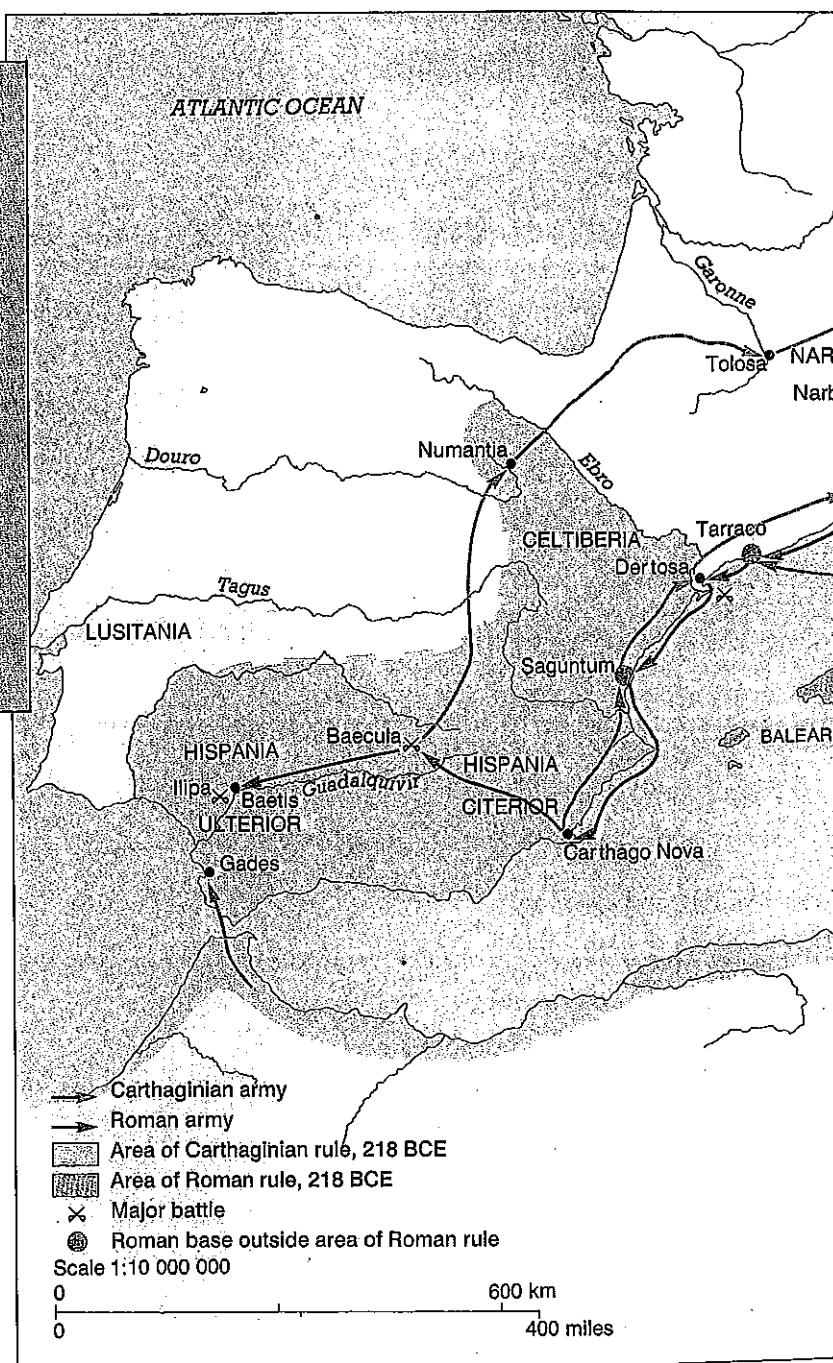 ATLANTIC OCEAN
Garonne
Tolosa
NAR
Narb
Numantia
Douro
Ebro
CELTIBERIA
Tarraco
Dertosa
Tagus
LUSITANIA
Saguntum
BALEAR
Baecula
HISPANIA
HISPANIA
Ilipa
Baetis
Guadalquivir
ULTERIOR
CITERIOR
Carthago Nova
Gades
Carthaginian army
Roman army
Area of Carthaginian rule, 218 BCE
Area of Roman rule, 218 BCE
Major battle
Roman base outside area of Roman rule
Scale 1:10 000 000
0 600 km
0 400 miles